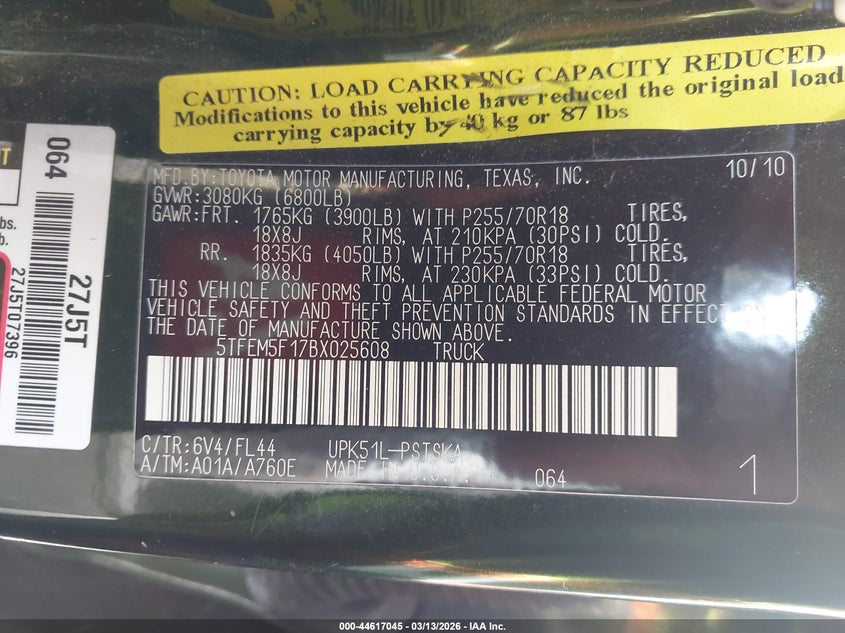 CAUTION: LOAD CARRYING CAPACITY REDUCED
Modifications to this vehicle have reduced the original load
carrying capacity by 40 kg or 87 lbs
MFD.BY:TOYOTA MOTOR MANUFACTURING, TEXAS, INC. 10/10
GVWR:3080KG (6800LB)
GAWR:FRT. 1765KG (3900LB) WITH P255/70R18 TIRES,
18X8J RIMS, AT 210KPA (30PSI) COLD.
RR. 1835KG (4050LB) WITH P255/70R18 TIRES,
18X8J RIMS, AT 230KPA (33PSI) COLD.
THIS VEHICLE CONFORMS TO ALL APPLICABLE FEDERAL MOTOR
VEHICLE SAFETY AND THEFT PREVENTION STANDARDS IN EFFECT ON
THE DATE OF MANUFACTURE SHOWN ABOVE.
5TFEM5F17BX025608 TRUCK
C/TR:6V4/FL44 UPK51L-PSTSKA
A/TM:A01A/A760E MADE IN U.S.A. 064
1
064
27J5T
27J5T07396
lbs.
b.
000-44617045 | 03/13/2026 - IAA Inc.